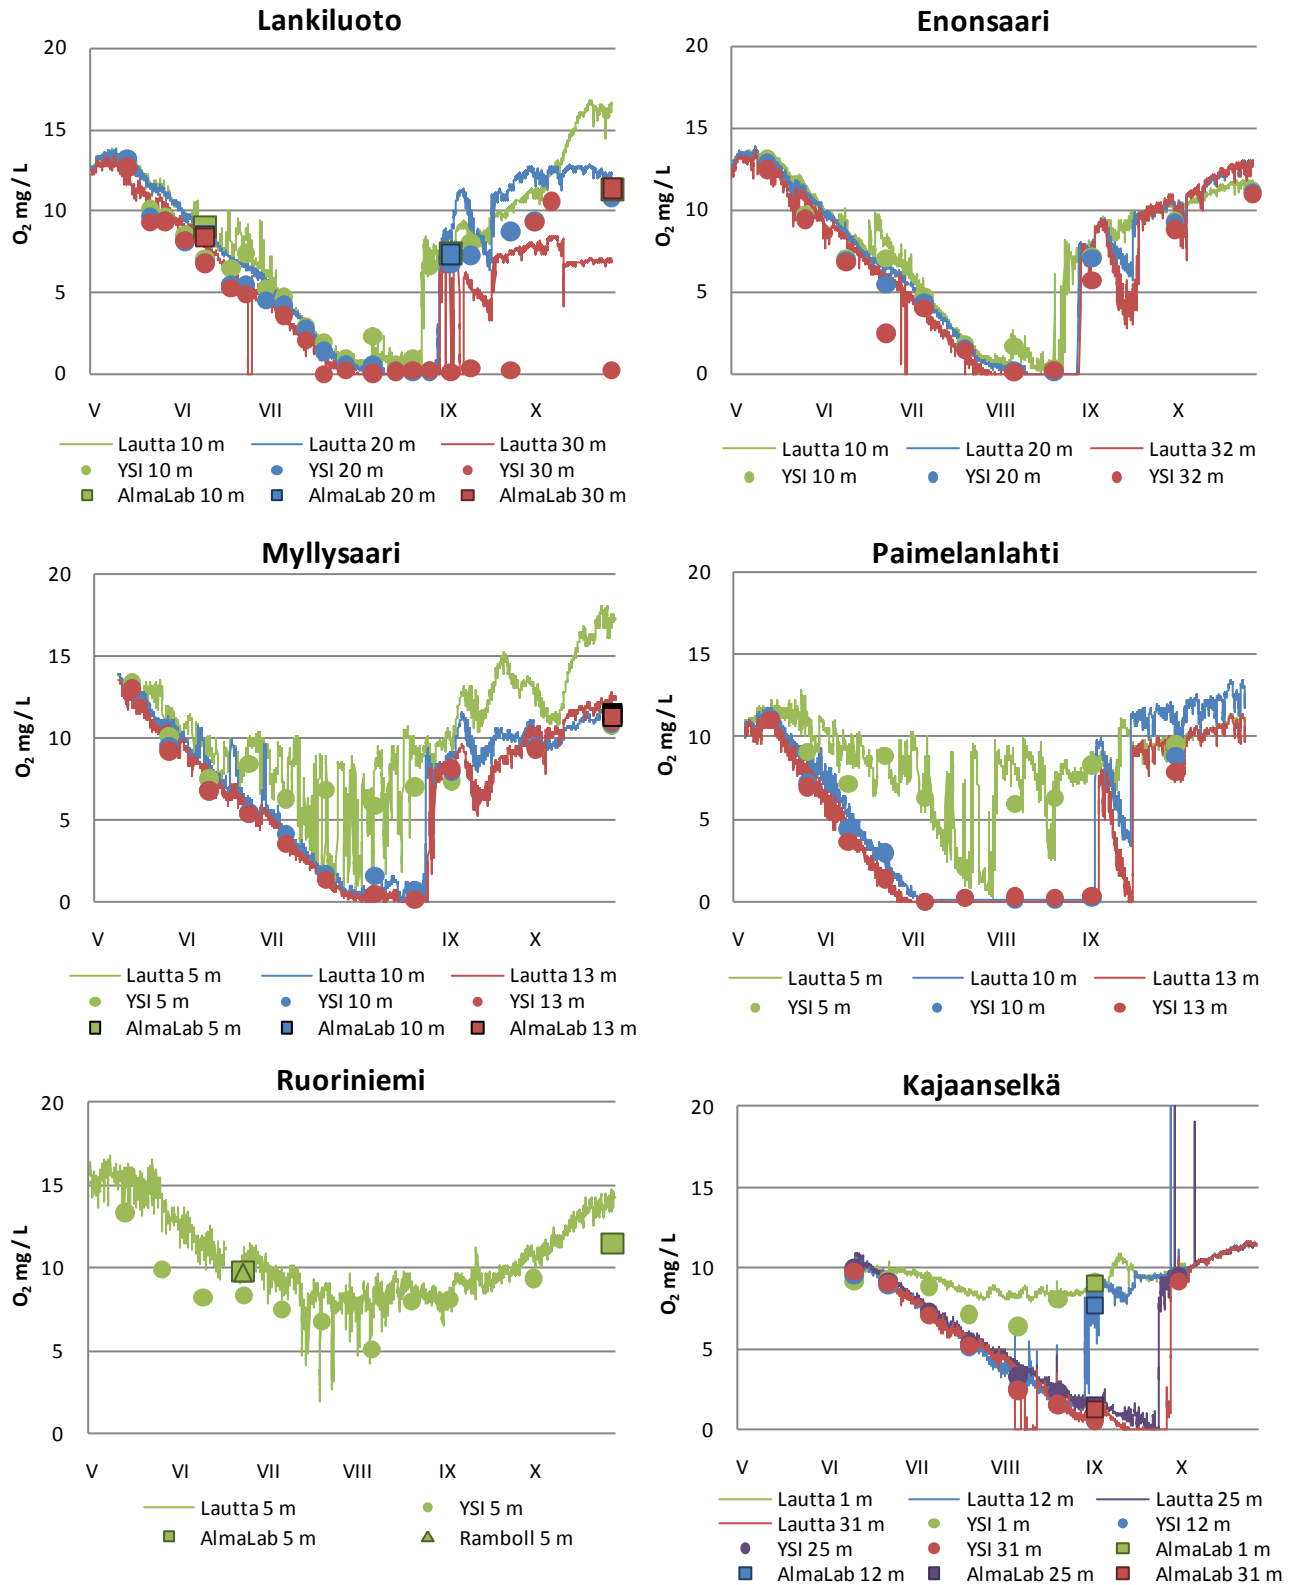 Lankiluoto
20
15
10
5
0
O₂ mg / L
V VI VII VIII IX X
Lautta 10 m Lautta 20 m Lautta 30 m
YSI 10 m YSI 20 m YSI 30 m
AlmaLab 10 m AlmaLab 20 m AlmaLab 30 m
Enonsaari
20
15
10
5
0
O₂ mg / L
V VI VII VIII IX X
Lautta 10 m Lautta 20 m Lautta 32 m
YSI 10 m YSI 20 m YSI 32 m
Myllysaari
20
15
10
5
0
O₂ mg / L
V VI VII VIII IX X
Lautta 5 m Lautta 10 m Lautta 13 m
YSI 5 m YSI 10 m YSI 13 m
AlmaLab 5 m AlmaLab 10 m AlmaLab 13 m
Paimelanlahti
20
15
10
5
0
O₂ mg / L
V VI VII VIII IX
Lautta 5 m Lautta 10 m Lautta 13 m
YSI 5 m YSI 10 m YSI 13 m
Ruoriniemi
20
15
10
5
0
O₂ mg / L
V VI VII VIII IX X
Lautta 5 m YSI 5 m
AlmaLab 5 m Ramboll 5 m
Kajaanselkä
20
15
10
5
0
O₂ mg / L
V VI VII VIII IX X
Lautta 1 m Lautta 12 m Lautta 25 m
Lautta 31 m YSI 1 m YSI 12 m
YSI 25 m YSI 31 m AlmaLab 1 m
AlmaLab 12 m AlmaLab 25 m AlmaLab 31 m